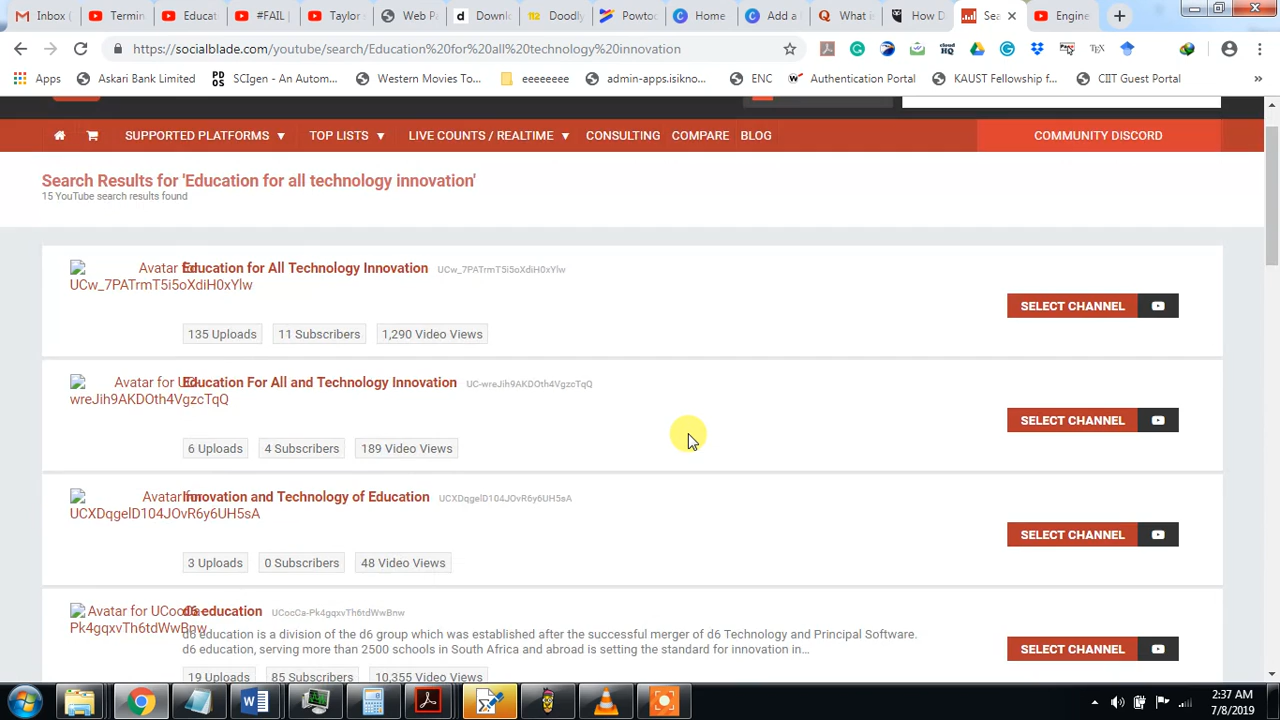 Inbox (
Termin
Educat
#FAIL
Taylor
Web P
Downl
Doodly
Powtoo
Home
Add a
What is
How D
Sea
Engine
https://socialblade.com/youtube/search/Education%20for%20all%20technology%20innovation
Apps
Askari Bank Limited
SCIgen - An Autom...
Western Movies To...
eeeeeee
admin-apps.isikno...
ENC
Authentication Portal
KAUST Fellowship f...
CIIT Guest Portal
»
SUPPORTED PLATFORMS
TOP LISTS
LIVE COUNTS / REALTIME
CONSULTING
COMPARE
BLOG
COMMUNITY DISCORD
Search Results for 'Education for all technology innovation'
15 YouTube search results found
Avatar for
UCw_7PATrmT5i5oXdiH0xYlw
Education for All Technology Innovation
UCw_7PATrmT5i5oXdiH0xYlw
135 Uploads
11 Subscribers
1,290 Video Views
SELECT CHANNEL
Avatar for UC-
wreJih9AKDOth4VgzcTqQ
Education For All and Technology Innovation
UC-wreJih9AKDOth4VgzcTqQ
6 Uploads
4 Subscribers
189 Video Views
SELECT CHANNEL
Avatar for
UCXDqgelD104JOvR6y6UH5sA
Innovation and Technology of Education
UCXDqgelD104JOvR6y6UH5sA
3 Uploads
0 Subscribers
48 Video Views
SELECT CHANNEL
Avatar for UCocCa-
Pk4gqxvTh6tdWwBnw
d6 education
UCocCa-Pk4gqxvTh6tdWwBnw
d6 education is a division of the d6 group which was established after the successful merger of d6 Technology and Principal Software.
d6 education, serving more than 2500 schools in South Africa and abroad is setting the standard for innovation in...
19 Uploads
85 Subscribers
10,355 Video Views
SELECT CHANNEL
2:37 AM
7/8/2019